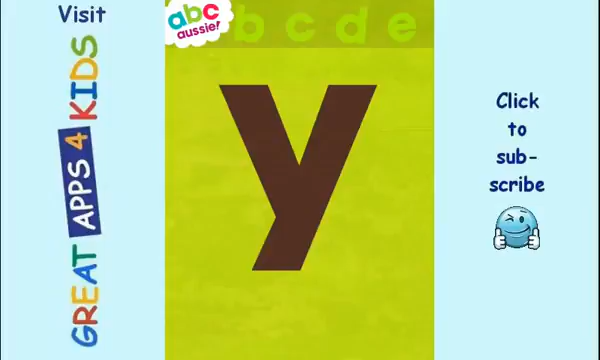 Visit
GREAT APPS 4 KIDS
abc
aussie!
b c d e
y
Click
to
sub-
scribe